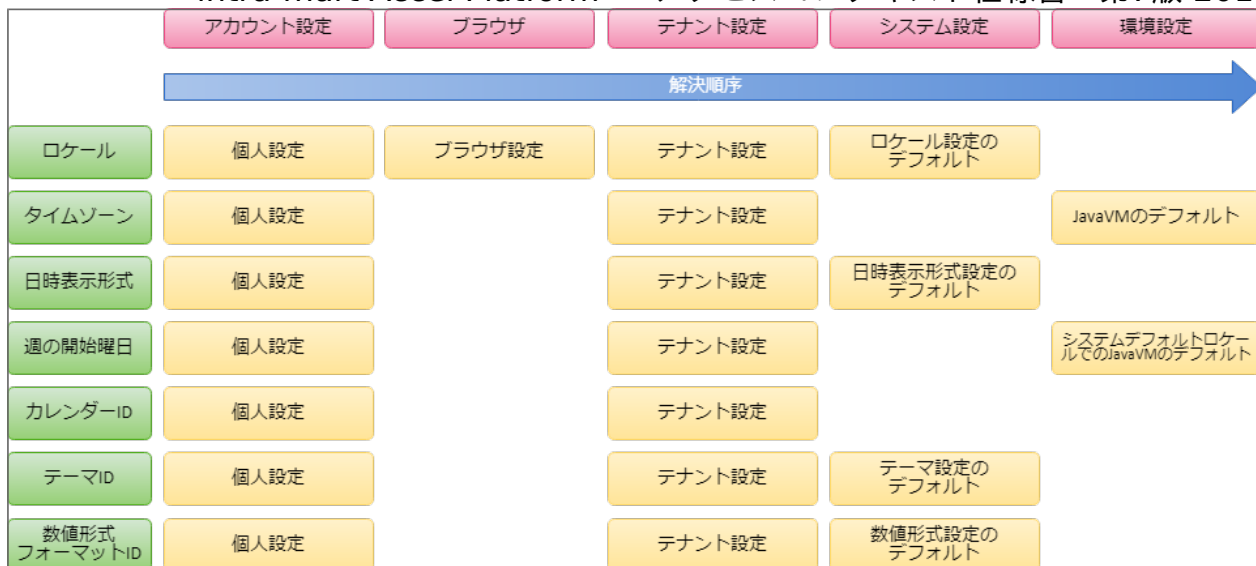 アカウント設定 ブラウザ テナント設定 システム設定 環境設定
解決順序
ロケール 個人設定 ブラウザ設定 テナント設定 ロケール設定の
デフォルト
タイムゾーン 個人設定 テナント設定 JavaVMのデフォルト
日時表示形式 個人設定 テナント設定 日時表示形式設定の
デフォルト
週の開始曜日 個人設定 テナント設定 システムデフォルトロケー
ルでのJavaVMのデフォルト
カレンダーID 個人設定 テナント設定
テーマID 個人設定 テナント設定 テーマ設定の
デフォルト
数値形式
フォーマットID 個人設定 テナント設定 数値形式設定の
デフォルト